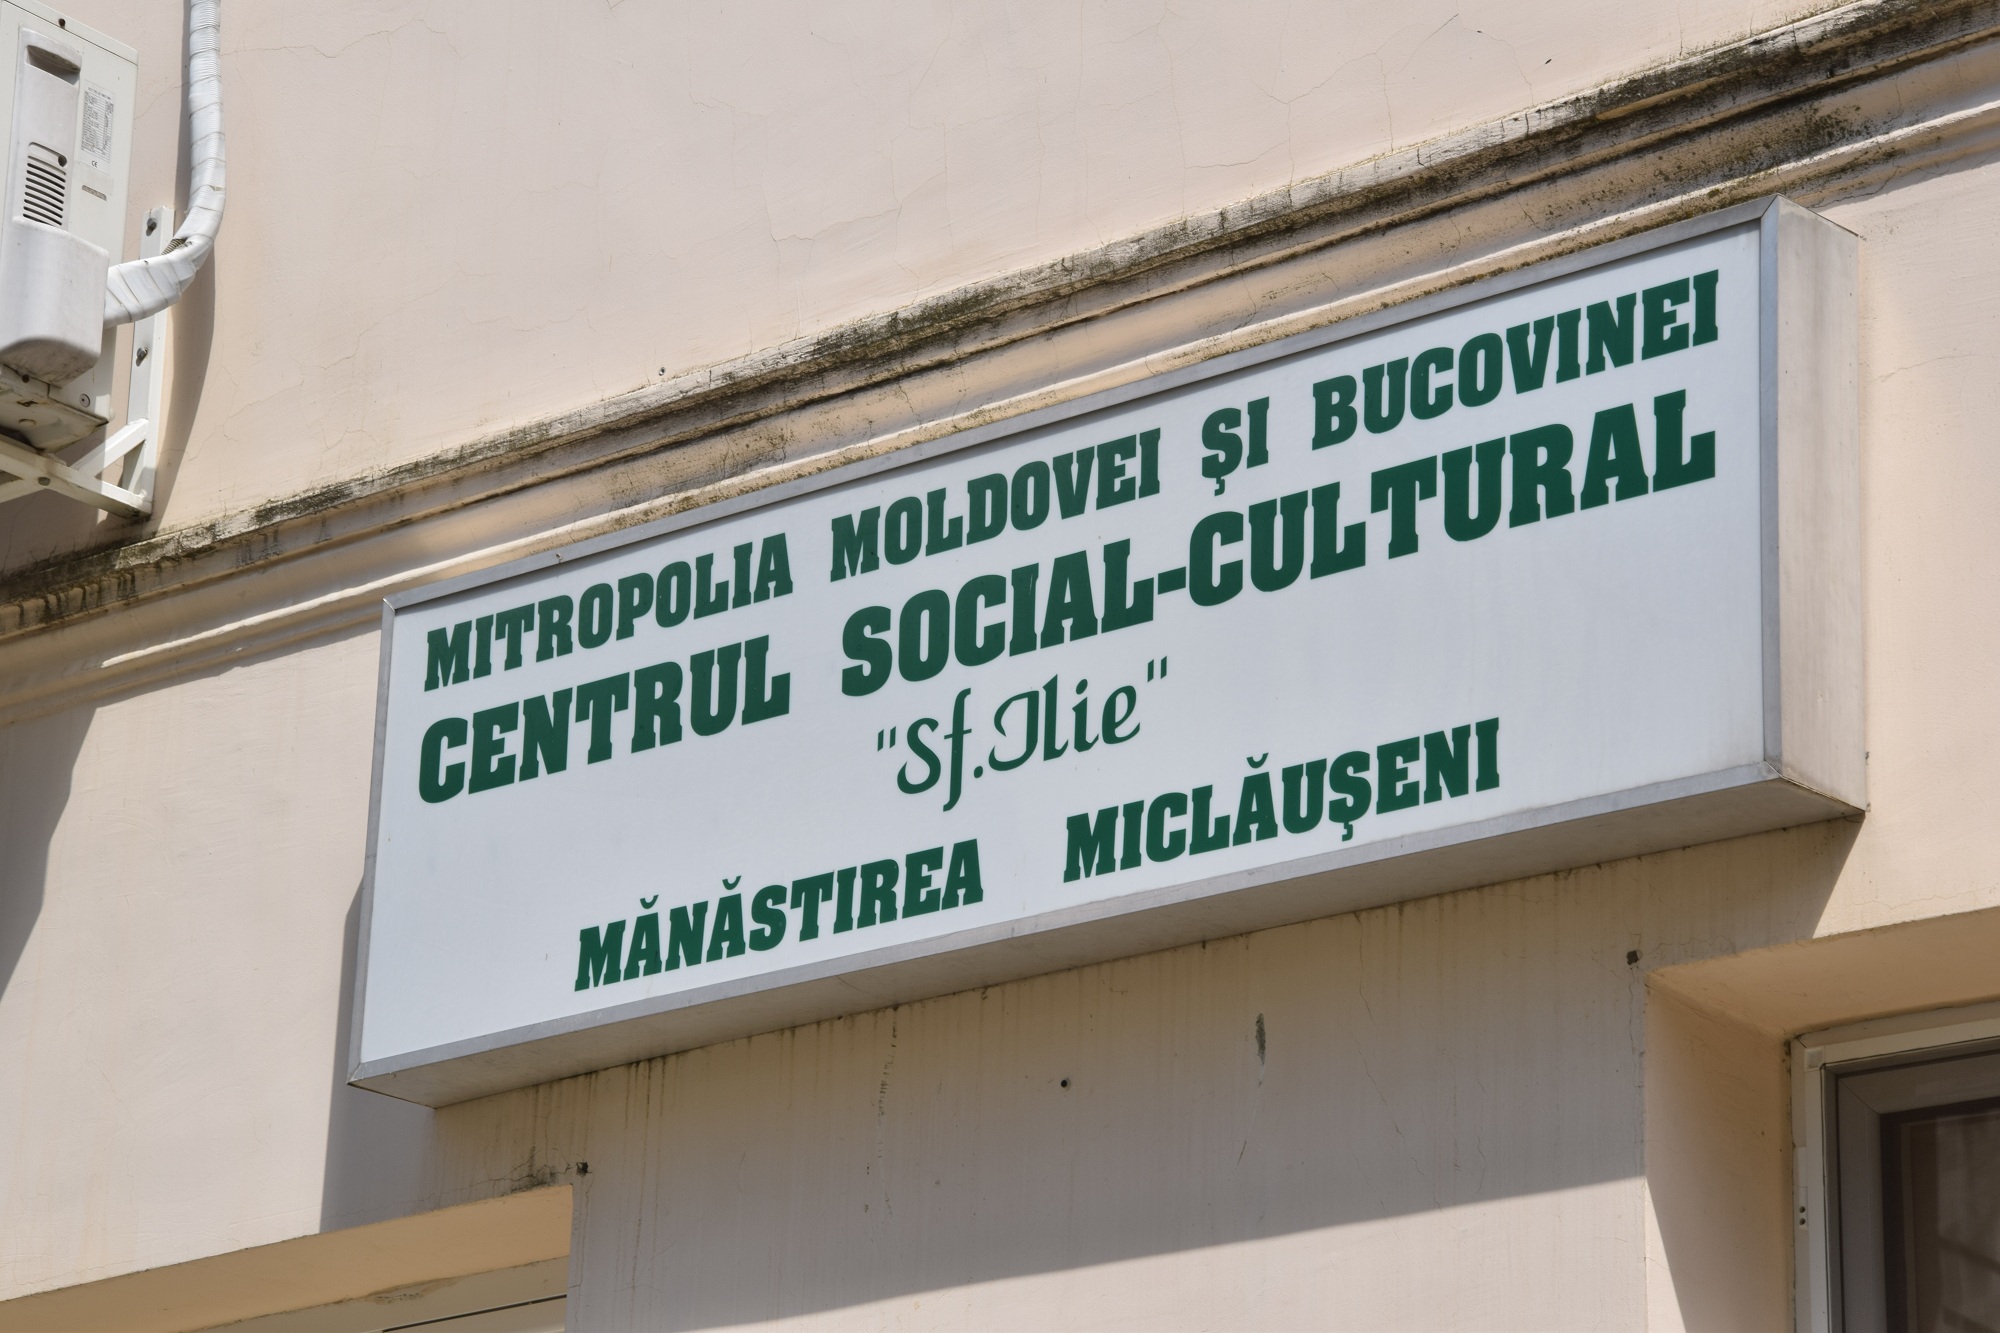 MITROPOLIA MOLDOVEI ŞI BUCOVINEI
CENTRUL SOCIAL-CULTURAL
"Sf. Ilie"
MĂNĂSTIREA MICLĂUŞENI